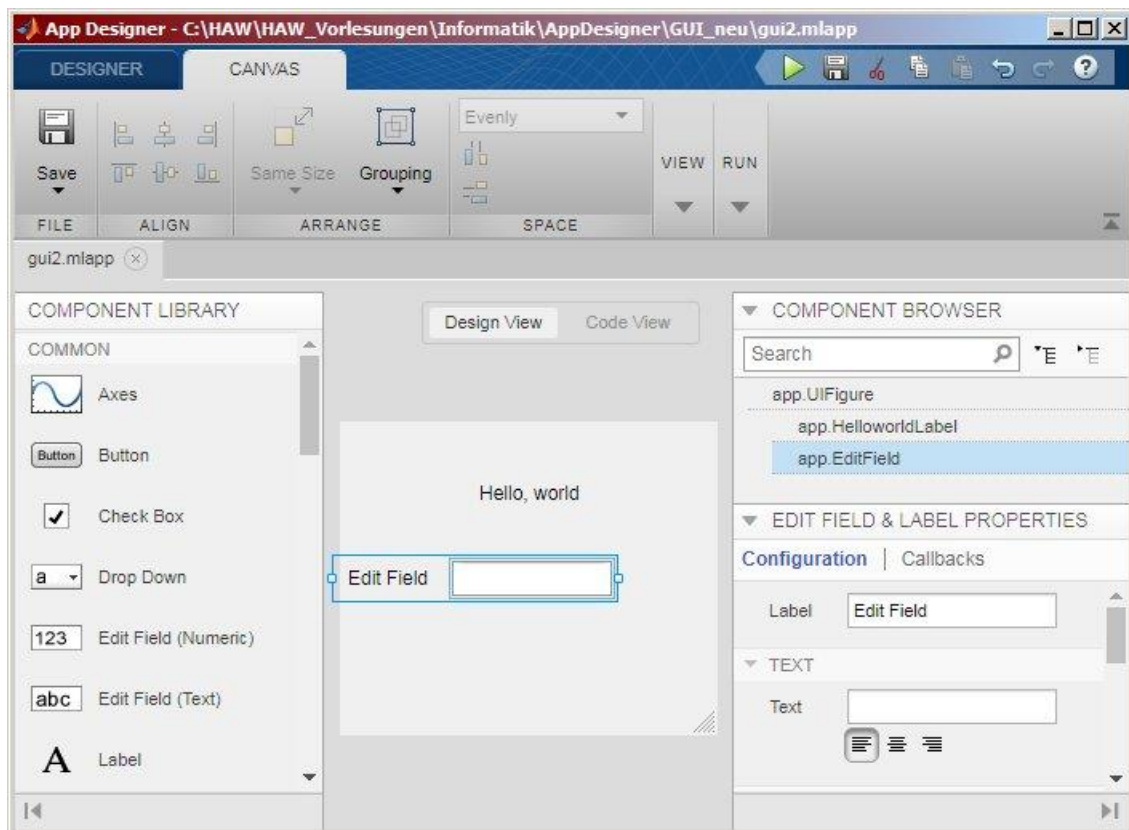 App Designer - C:\HAW\HAW_Vorlesungen\Informatik\AppDesigner\GUI_neu\gui2.mlapp
DESIGNER CANVAS
?
Evenly
Save Same Size Grouping VIEW RUN
FILE ALIGN ARRANGE SPACE
gui2.mlapp
COMPONENT LIBRARY
COMMON
Axes
Button Button
Check Box
a Drop Down
123 Edit Field (Numeric)
abc Edit Field (Text)
A Label
Design View Code View
Hello, world
Edit Field
COMPONENT BROWSER
Search
app.UIFigure
app.HelloworldLabel
app.EditField
EDIT FIELD & LABEL PROPERTIES
Configuration | Callbacks
Label Edit Field
TEXT
Text